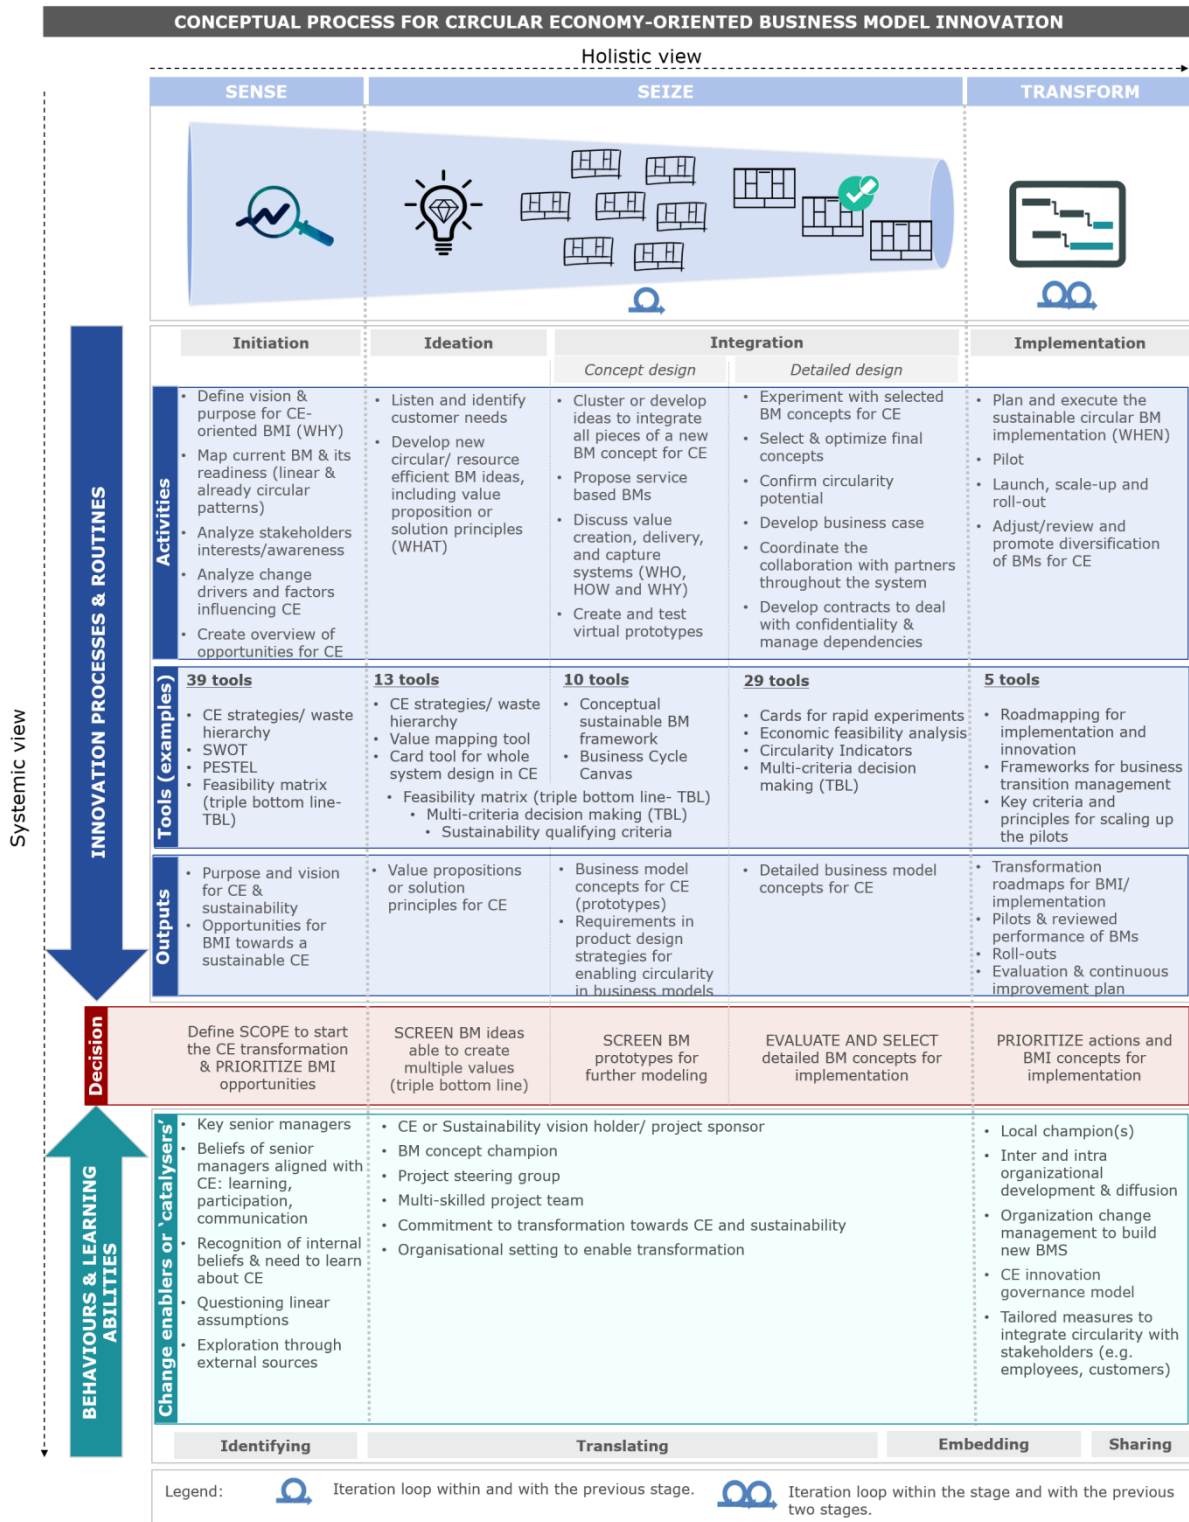 CONCEPTUAL PROCESS FOR CIRCULAR ECONOMY-ORIENTED BUSINESS MODEL INNOVATION
Holistic view
Systemic view
SENSE
SEIZE
TRANSFORM
INNOVATION PROCESSES & ROUTINES
Initiation
Ideation
Integration
Implementation
Concept design
Detailed design
Activities
• Define vision &
purpose for CE-
oriented BMI (WHY)
• Map current BM & its
readiness (linear &
already circular
patterns)
• Analyze stakeholders
interests/awareness
• Analyze change
drivers and factors
influencing CE
• Create overview of
opportunities for CE
• Listen and identify
customer needs
• Develop new
circular/ resource
efficient BM ideas,
including value
proposition or
solution principles
(WHAT)
• Cluster or develop
ideas to integrate
all pieces of a new
BM concept for CE
• Propose service
based BMs
• Discuss value
creation, delivery,
and capture
systems (WHO,
HOW and WHY)
• Create and test
virtual prototypes
• Experiment with selected
BM concepts for CE
• Select & optimize final
concepts
• Confirm circularity
potential
• Develop business case
• Coordinate the
collaboration with partners
throughout the system
• Develop contracts to deal
with confidentiality &
manage dependencies
• Plan and execute the
sustainable circular BM
implementation (WHEN)
• Pilot
• Launch, scale-up and
roll-out
• Adjust/review and
promote diversification
of BMs for CE
Tools (examples)
39 tools
• CE strategies/ waste
hierarchy
• SWOT
• PESTEL
• Feasibility matrix
(triple bottom line-
TBL)
13 tools
• CE strategies/ waste
hierarchy
• Value mapping tool
• Card tool for whole
system design in CE
10 tools
• Conceptual
sustainable BM
framework
• Business Cycle
Canvas
• Feasibility matrix (triple bottom line- TBL)
• Multi-criteria decision making (TBL)
• Sustainability qualifying criteria
29 tools
• Cards for rapid experiments
• Economic feasibility analysis
• Circularity Indicators
• Multi-criteria decision
making (TBL)
5 tools
• Roadmapping for
implementation and
innovation
• Frameworks for business
transition management
• Key criteria and
principles for scaling up
the pilots
Outputs
• Purpose and vision
for CE &
sustainability
• Opportunities for
BMI towards a
sustainable CE
• Value propositions
or solution
principles for CE
• Business model
concepts for CE
(prototypes)
• Requirements in
product design
strategies for
enabling circularity
in business models
• Detailed business model
concepts for CE
• Transformation
roadmaps for BMI/
implementation
• Pilots & reviewed
performance of BMs
• Roll-outs
• Evaluation & continuous
improvement plan
Decision
Define SCOPE to start
the CE transformation
& PRIORITIZE BMI
opportunities
SCREEN BM ideas
able to create
multiple values
(triple bottom line)
SCREEN BM
prototypes for
further modeling
EVALUATE AND SELECT
detailed BM concepts for
implementation
PRIORITIZE actions and
BMI concepts for
implementation
BEHAVIOURS & LEARNING
ABILITIES
Change enablers or ‘catalysers’
• Key senior managers
• Beliefs of senior
managers aligned with
CE: learning,
participation,
communication
• Recognition of internal
beliefs & need to learn
about CE
• Questioning linear
assumptions
• Exploration through
external sources
• CE or Sustainability vision holder/ project sponsor
• BM concept champion
• Project steering group
• Multi-skilled project team
• Commitment to transformation towards CE and sustainability
• Organisational setting to enable transformation
• Local champion(s)
• Inter and intra
organizational
development & diffusion
• Organization change
management to build
new BMS
• CE innovation
governance model
• Tailored measures to
integrate circularity with
stakeholders (e.g.
employees, customers)
Identifying
Translating
Embedding
Sharing
Legend:
Iteration loop within and with the previous stage.
Iteration loop within the stage and with the previous
two stages.